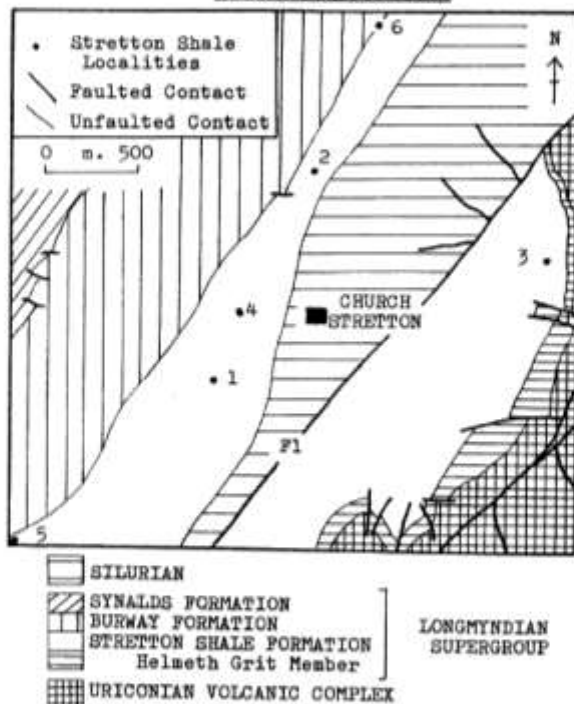 Stretton Shale
Localities
Faulted Contact
Unfaulted Contact
0 m. 500
N
6
2
3
4
CHURCH
STRETTON
1
F1
5
SILURIAN
SYNALDS FORMATION
BURWAY FORMATION
STRETTON SHALE FORMATION
Helmeth Grit Member
LONGMYNDIAN
SUPERGROUP
URICONIAN VOLCANIC COMPLEX